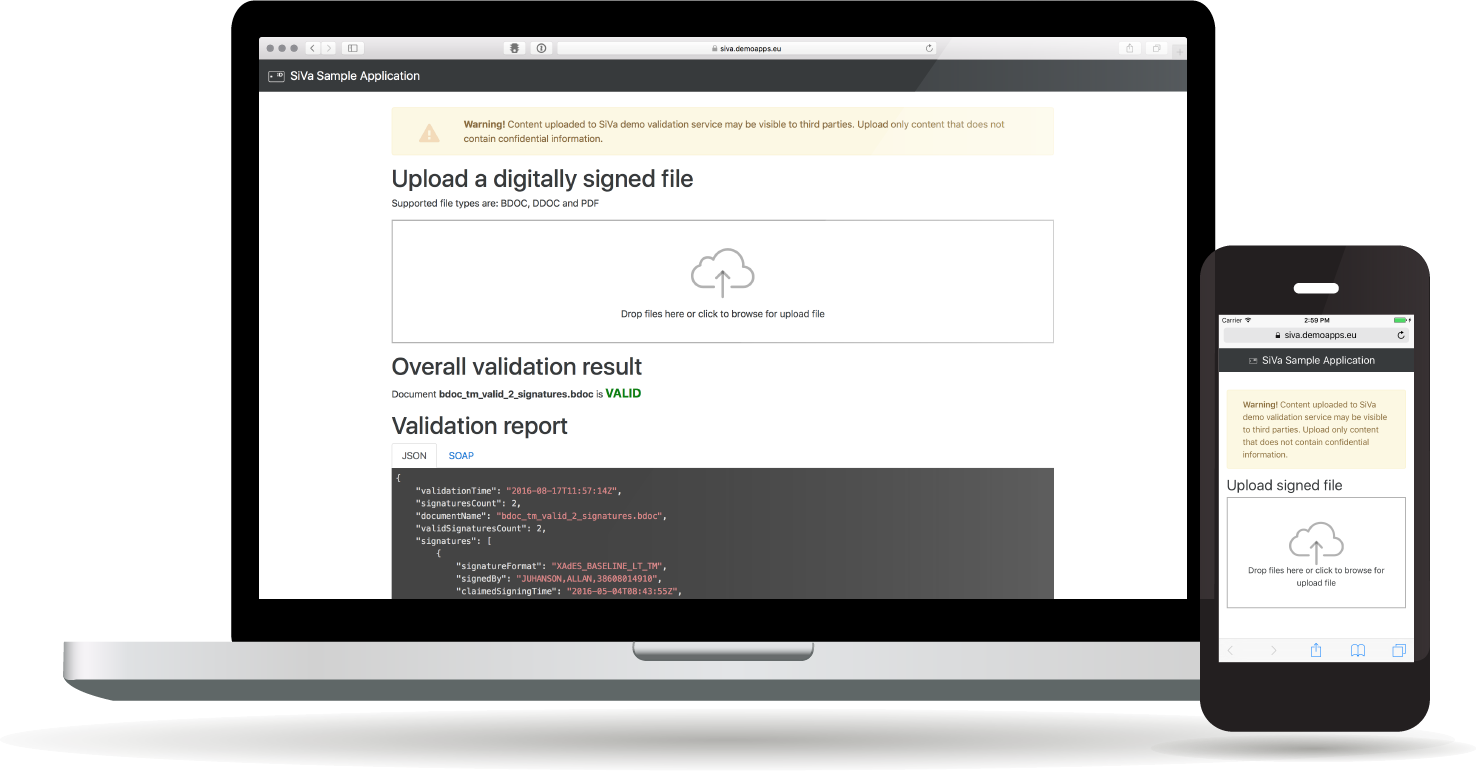 siva.demoapps.eu
SiVa Sample Application
Warning! Content uploaded to SiVa demo validation service may be visible to third parties. Upload only content that does not
contain confidential information.
Upload a digitally signed file
Supported file types are: BDOC, DDOC and PDF
Drop files here or click to browse for upload file
Overall validation result
Document bdoc_tm_valid_2_signatures.bdoc is VALID
Validation report
JSON SOAP
{
"validationTime": "2016-08-17T11:57:14Z",
"signaturesCount": 2,
"documentName": "bdoc_tm_valid_2_signatures.bdoc",
"validSignaturesCount": 2,
"signatures": [
{
"signatureFormat": "XAdES_BASELINE_LT_TM",
"signedBy": "JUHANSON,ALLAN,38608014910",
"claimedSigningTime": "2016-05-04T08:43:55Z",
Carrier 2:59 PM
siva.demoapps.eu
SiVa Sample Application
Warning! Content uploaded to SiVa
demo validation service may be visible
to third parties. Upload only content
that does not contain confidential
information.
Upload signed file
Drop files here or click to browse for
upload file